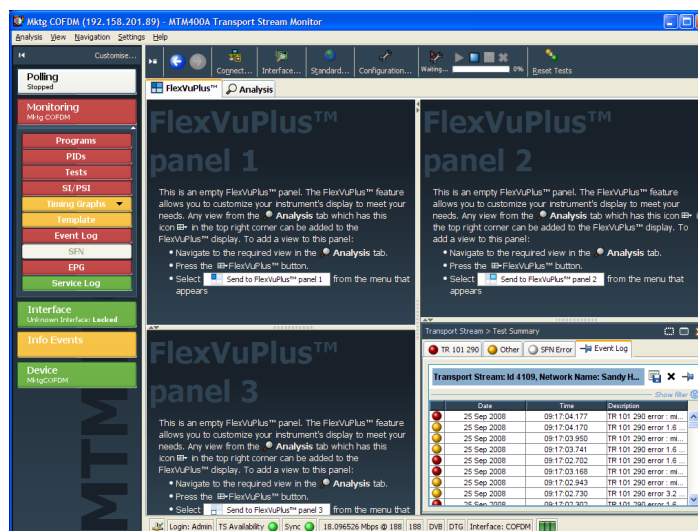 Mktg COFDM (192.158.201.89) - MTM400A Transport Stream Monitor
Analysis View Navigation Settings Help
Customise...
Connect... Interface... Standard... Configuration... Waiting... 0% Reset Tests
Polling
Stopped
Monitoring
Mktg COFDM
Programs
PIDs
Tests
SI/PSI
Timing Graphs
Template
Event Log
SFN
EPG
Service Log
Interface
Unknown Interface: Locked
Info Events
Device
MktgCOFDM
MTM
FlexVuPlus™ Analysis
FlexVuPlus™
panel 1
This is an empty FlexVuPlus™ panel. The FlexVuPlus™ feature
allows you to customize your instrument's display to meet your
needs. Any view from the Analysis tab which has this
icon in the top right corner can be added to the
FlexVuPlus™ display. To add a view to this panel:
• Navigate to the required view in the Analysis tab.
• Press the FlexVuPlus™ button.
• Select Send to FlexVuPlus™ panel 1 from the menu that
appears
FlexVuPlus™
panel 2
This is an empty FlexVuPlus™ panel. The FlexVuPlus™ feature
allows you to customize your instrument's display to meet your
needs. Any view from the Analysis tab which has this icon
in the top right corner can be added to the
FlexVuPlus™ display. To
add a view to this panel:
• Navigate to the required view in the Analysis tab.
• Press the FlexVuPlus™ button.
• Select Send to FlexVuPlus™ panel 2 from the menu that
appears
FlexVuPlus™
panel 3
This is an empty FlexVuPlus™ panel. The FlexVuPlus™ feature
allows you to customize your instrument's display to meet your
needs. Any view from the Analysis tab which has this
icon in the top right corner can be added to the
FlexVuPlus™ display. To add a view to this panel:
• Navigate to the required view in the Analysis tab.
• Press the FlexVuPlus™ button.
• Select Send to FlexVuPlus™ panel 3 from the menu that
Transport Stream > Test Summary
TR 101 290 Other SFN Error Event Log
Transport Stream: Id 4109, Network Name: Sandy H...
Show filter
Date Time Description
25 Sep 2008 09:17:04.177 TR 101 290 error : mi...
25 Sep 2008 09:17:04.170 TR 101 290 error 1.6 ...
25 Sep 2008 09:17:03.950 TR 101 290 error : mi...
25 Sep 2008 09:17:03.741 TR 101 290 error 1.6 ...
25 Sep 2008 09:17:02.702 TR 101 290 error 1.6 ...
25 Sep 2008 09:17:03.168 TR 101 290 error : mi...
25 Sep 2008 09:17:02.943 TR 101 290 error : mi...
25 Sep 2008 09:17:02.730 TR 101 290 error 3.2 ...
25 Sep 2008 09:17:02.302 TR 101 290 error 1.6
Login: Admin TS Availability Sync 18.096526 Mbps @ 188 188 DVB DTG Interface: COFDM